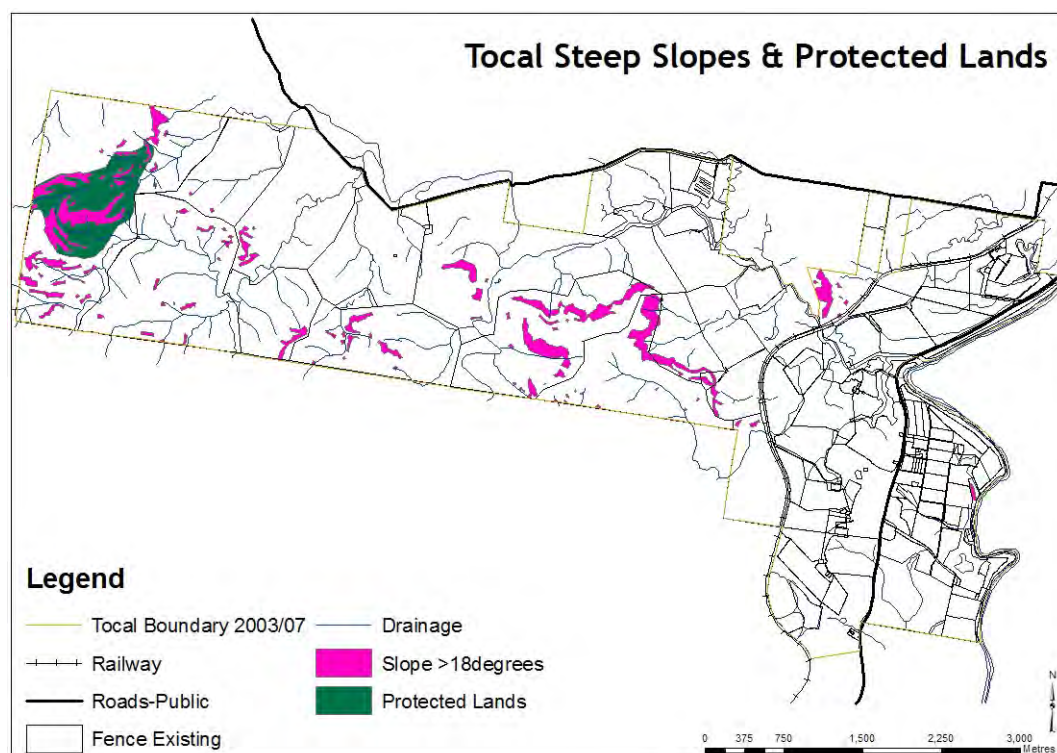 Tocal Steep Slopes & Protected Lands
Legend
Tocal Boundary 2003/07
Drainage
Railway
Slope >18degrees
Roads-Public
Protected Lands
Fence Existing
N
0 375 750 1,500 2,250 3,000
Metres